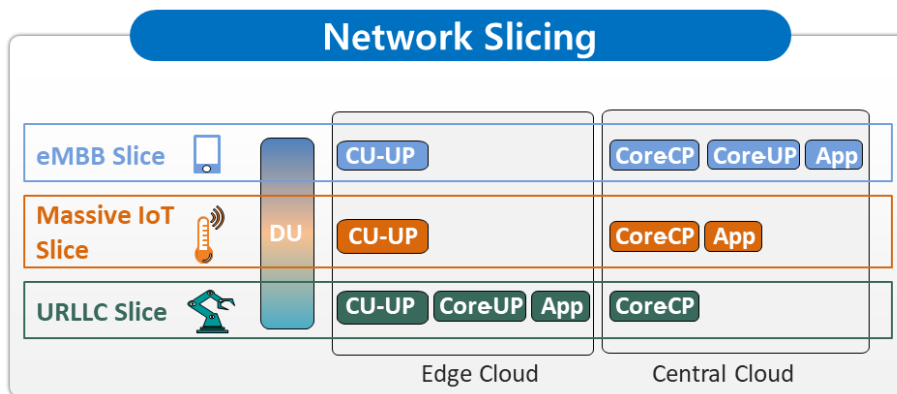 Network Slicing
eMBB Slice
CU-UP
CoreCP
CoreUP
App
Massive IoT
Slice
DU
CU-UP
CoreCP
App
URLLC Slice
CU-UP
CoreUP
App
CoreCP
Edge Cloud
Central Cloud